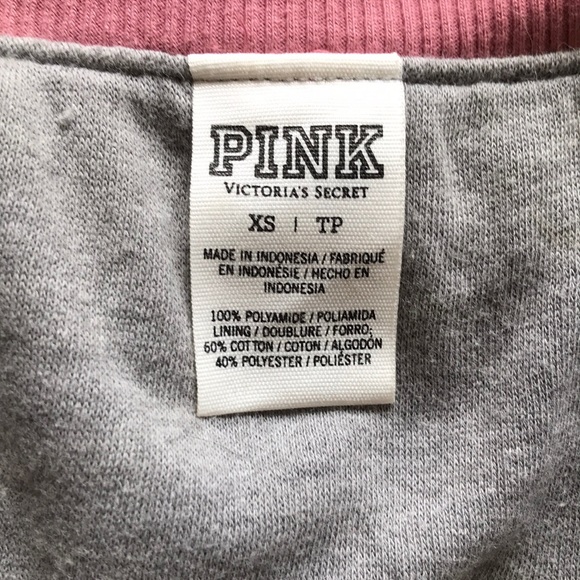 PINK
VICTORIA'S SECRET
XS | TP
MADE IN INDONESIA / FABRIQUÉ
EN INDONÉSIE / HECHO EN
INDONESIA
100% POLYAMIDE / POLIAMIDA
LINING / DOUBLURE / FORRO:
60% COTTON / COTON / ALGODÓN
40% POLYESTER / POLIÉSTER